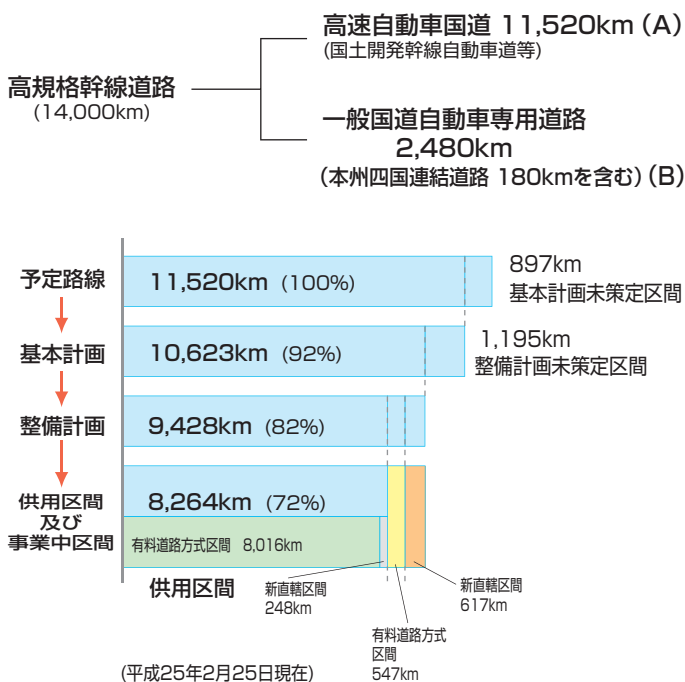 高速自動車国道 11,520km (A)
(国土開発幹線自動車道等)
高規格幹線道路
(14,000km)
一般国道自動車専用道路
2,480km
(本州四国連結道路 180kmを含む) (B)
予定路線
11,520km (100%)
897km
基本計画未策定区間
基本計画
10,623km (92%)
1,195km
整備計画未策定区間
整備計画
9,428km (82%)
供用区間
及び
事業中区間
8,264km (72%)
有料道路方式区間 8,016km
供用区間
新直轄区間
248km
有料道路方式
区間
547km
新直轄区間
617km
(平成25年2月25日現在)